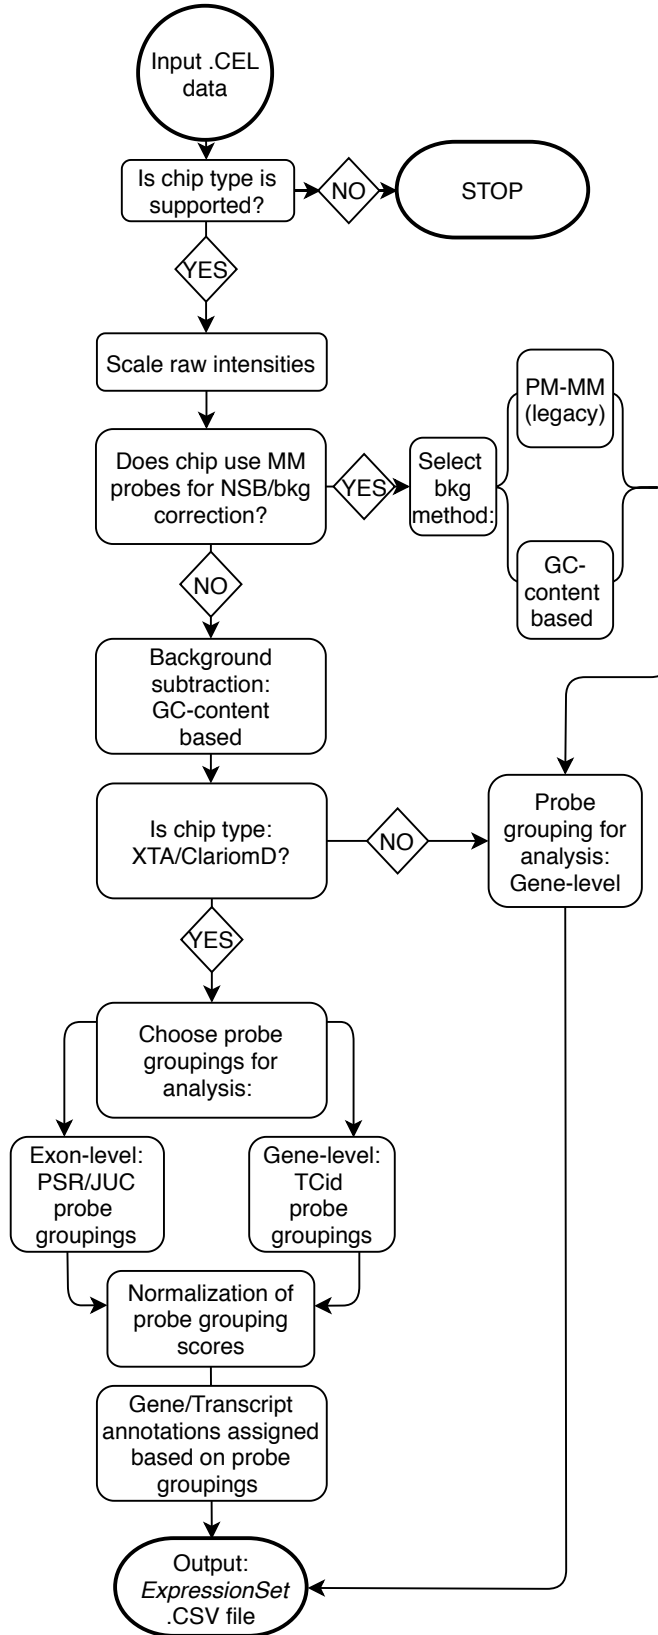 Input .CEL
data
Is chip type is
supported?
NO
STOP
YES
Scale raw intensities
Does chip use MM
probes for NSB/bkg
correction?
YES
Select
bkg
method:
PM-MM
(legacy)
GC-
content
based
NO
Background
subtraction:
GC-content
based
Is chip type:
XTA/ClariomD?
NO
Probe
grouping for
analysis:
Gene-level
YES
Choose probe
groupings for
analysis:
Exon-level:
PSR/JUC
probe
groupings
Gene-level:
TCid
probe
groupings
Normalization of
probe grouping
scores
Gene/Transcript
annotations assigned
based on probe
groupings
Output:
ExpressionSet
.CSV file